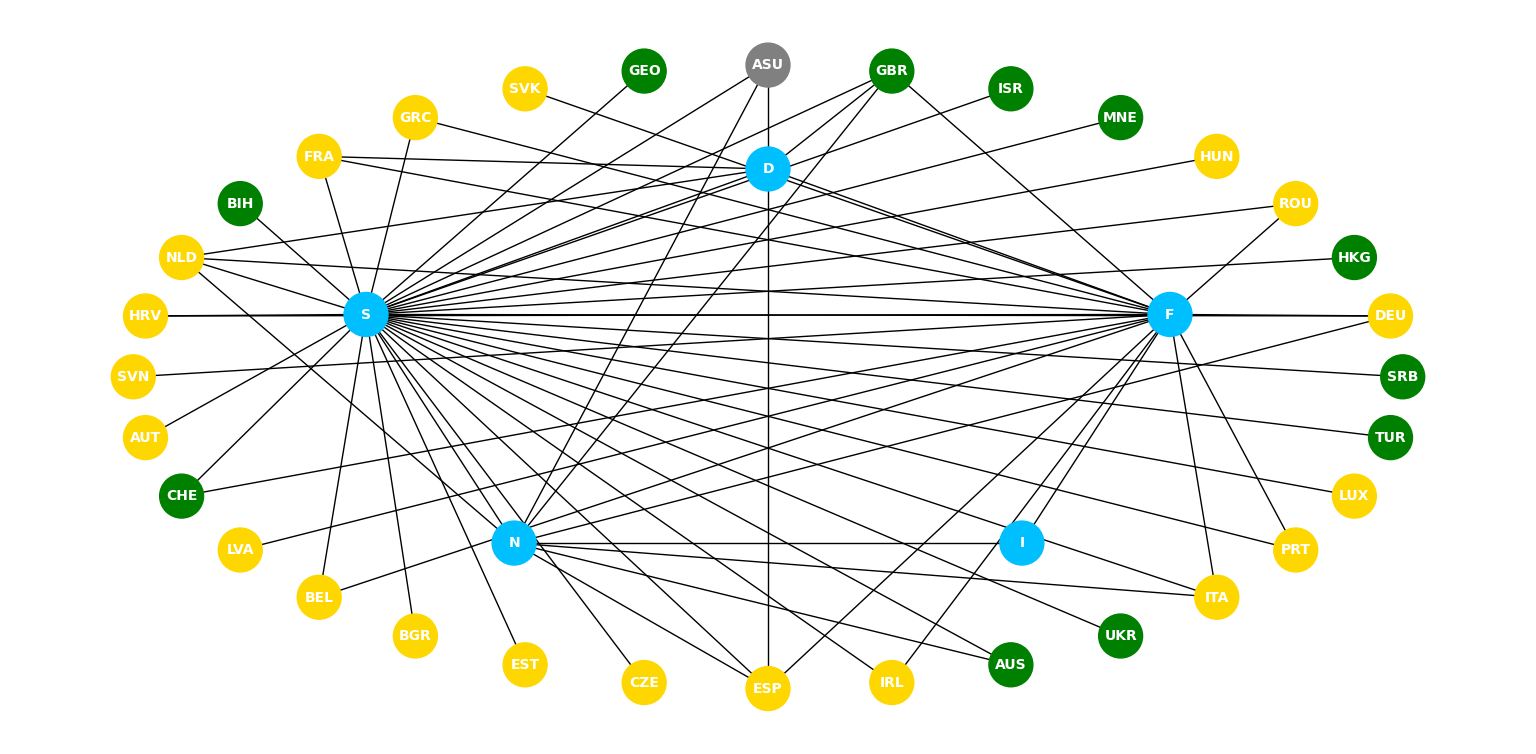 ASU
GEO
GBR
SVK
ISR
GRC
MNE
FRA
HUN
D
BIH
ROU
NLD
HKG
HRV
S
F
DEU
SVN
SRB
AUT
TUR
CHE
LUX
LVA
N
I
PRT
BEL
ITA
BGR
UKR
EST
AUS
CZE
IRL
ESP